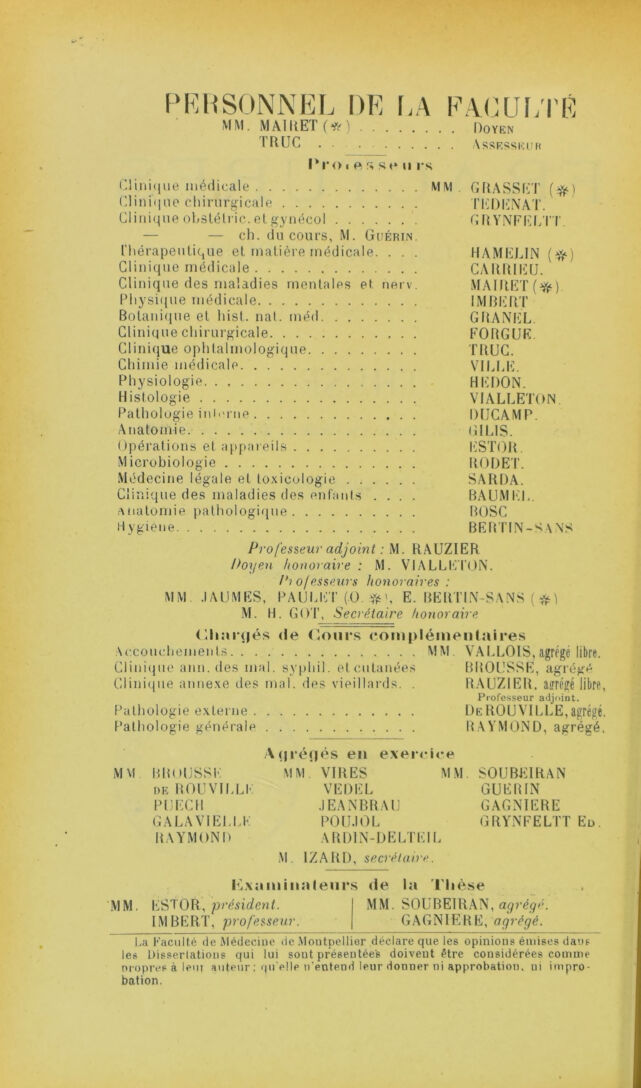 PERSONNEL DE LA FACULTÉ
MM. MAIRET (✻) . . . . . . . . DOYEN
TRUC . . . . . . . . . . . ASSESSEUR
Professeurs
Clinique médicale . . . . . . . . . . . . . MM. GRASSET (✻)
Clinique chirurgicale . . . . . . . . . . . . TEDENAT.
Clinique obstétric. et gynécol . . . . . . . GRYNFELTT.
— — ch. du cours, M. GUÉRIN.
Thérapeutique et matière médicale. . . . HAMELIN (✻)
Clinique médicale . . . . . . . . . . . . . CARRIEU.
Clinique des maladies mentales et nerv. MAIRET (✻)
Physique médicale. . . . . . . . . . . . . IMBERT
Botanique et hist. nat. méd. . . . . . . . GRANEL.
Clinique chirurgicale. . . . . . . . . . . . FORGUE.
Clinique ophtalmologique. . . . . . . . . TRUC.
Chimie médicale. . . . . . . . . . . . . . VILLE.
Physiologie. . . . . . . . . . . . . . . . . HEDON.
Histologie . . . . . . . . . . . . . . . . . VIALLETON.
Pathologie interne . . . . . . . . . . . . . DUCAMP.
Anatomie. . . . . . . . . . . . . . . . . . GILIS.
Opérations et appareils . . . . . . . . . . ESTOR.
Microbiologie . . . . . . . . . . . . . . . RODET.
Médecine légale et toxicologie . . . . . . SARDA.
Clinique des maladies des enfants . . . . BAUMEL.
Anatomie pathologique . . . . . . . . . . BOSC
Hygiène. . . . . . . . . . . . . . . . . . . BERTIN-SANS
Professeur adjoint : M. RAUZIER
Doyen honoraire : M. VIALLETON.
Professeurs honoraires :
MM. JAUMES, PAULET (O. ✻), E. BERTIN-SANS (✻)
M. H. GOT, Secrétaire honoraire
Chargés de Cours complémentaires
Accouchements. . . . . . . . . . . . . . . MM. VALLOIS, agrégé libre.
Clinique ann. des mal. syphil. et cutanées BROUSSE, agrégé
Clinique annexe des mal. des vieillards. . RAUZIER, agrégé libre,
Professeur adjoint.
Pathologie externe . . . . . . . . . . . . . DE ROUVILLE, agrégé.
Pathologie générale . . . . . . . . . . . . RAYMOND, agrégé.
Agrégés en exercice
MM. BROUSSE MM. VIRES MM. SOUBEIRAN
DE ROUVILLE VEDEL GUERIN
PUECH JEANBRAU GAGNIERE
GALAVIELLE POUJOL GRYNFELTT ED.
RAYMOND ARDIN-DELTEIL
M. IZARD, secrétaire.
Examinateurs de la Thèse
MM. ESTOR, président. MM. SOUBEIRAN, agrégé.
IMBERT, professeur. GAGNIERE, agrégé.
La Faculté de Médecine de Montpellier déclare que les opinions émises dans
les Dissertations qui lui sont présentées doivent être considérées comme
propres à leur auteur ; qu'elle n'entend leur donner ni approbation, ni impro-
bation.